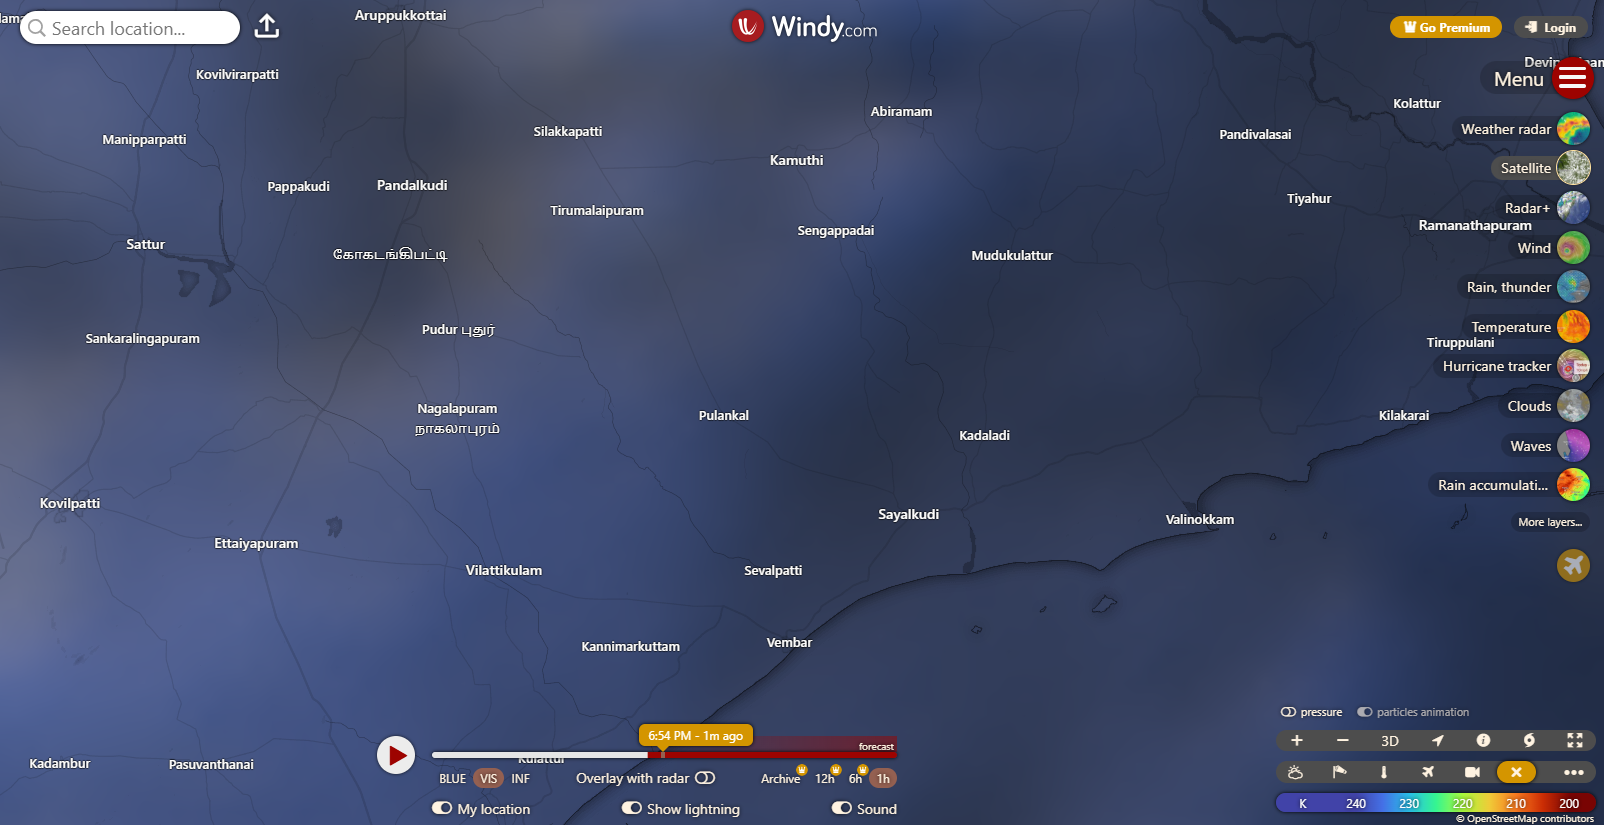 Aruppukkottai
Search location...
Windy.com
Go Premium
Login
Kovilvirarpatti
Menu
Kolattur
Abiramam
Manipparpatti
Silakkapatti
Pandivalasai
Weather radar
Kamuthi
Satellite
Pappakudi
Pandalkudi
Tirumalaipuram
Tiyahur
Radar+
Ramanathapuram
Sengappadai
Sattur
கோகடங்கிபட்டி
Mudukulattur
Wind
Rain, thunder
Pudur புதூர்
Temperature
Sankaralingapuram
Tiruppulani
Hurricane tracker
Nagalapuram
நாகலாபுரம்
Pulankal
Kilakarai
Clouds
Kadaladi
Waves
Rain accumulati...
Kovilpatti
Sayalkudi
Valinokkam
More layers...
Ettaiyapuram
Vilattikulam
Sevalpatti
Kannimarkuttam
Vembar
pressure
particles animation
6:54 PM - 1m ago
forecast
3D
Kadambur
Pasuvanthanai
Kulattur
BLUE VIS INF
Overlay with radar
Archive 12h 6h 1h
My location
Show lightning
Sound
K 240 230 220 210 200
© OpenStreetMap contributors